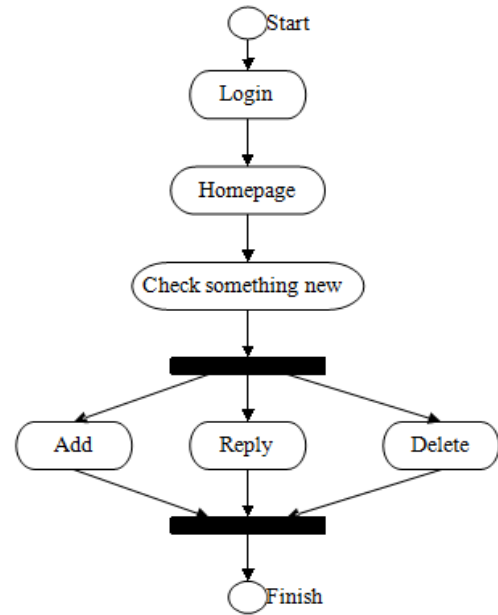 Start
Login
Homepage
Check something new
Add
Reply
Delete
Finish